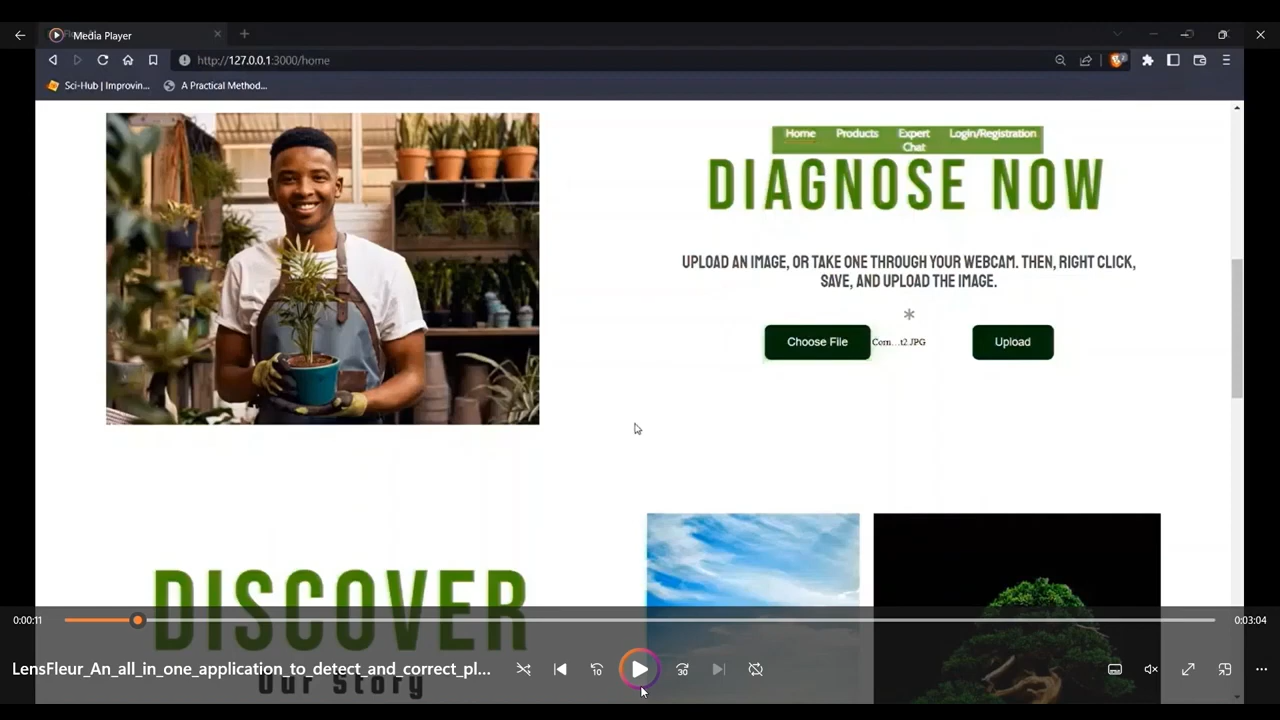 Media Player
http://127.0.0.1:3000/home
Sci-Hub | Improvin...
A Practical Method...
Home Products Expert Chat Login/Registration
DIAGNOSE NOW
UPLOAD AN IMAGE, OR TAKE ONE THROUGH YOUR WEBCAM. THEN, RIGHT CLICK,
SAVE, AND UPLOAD THE IMAGE.
*
Choose File Corn...t2.JPG Upload
DISCOVER
Our Story
0:00:11
0:03:04
LensFleur_An_all_in_one_application_to_detect_and_correct_pl...
10
30